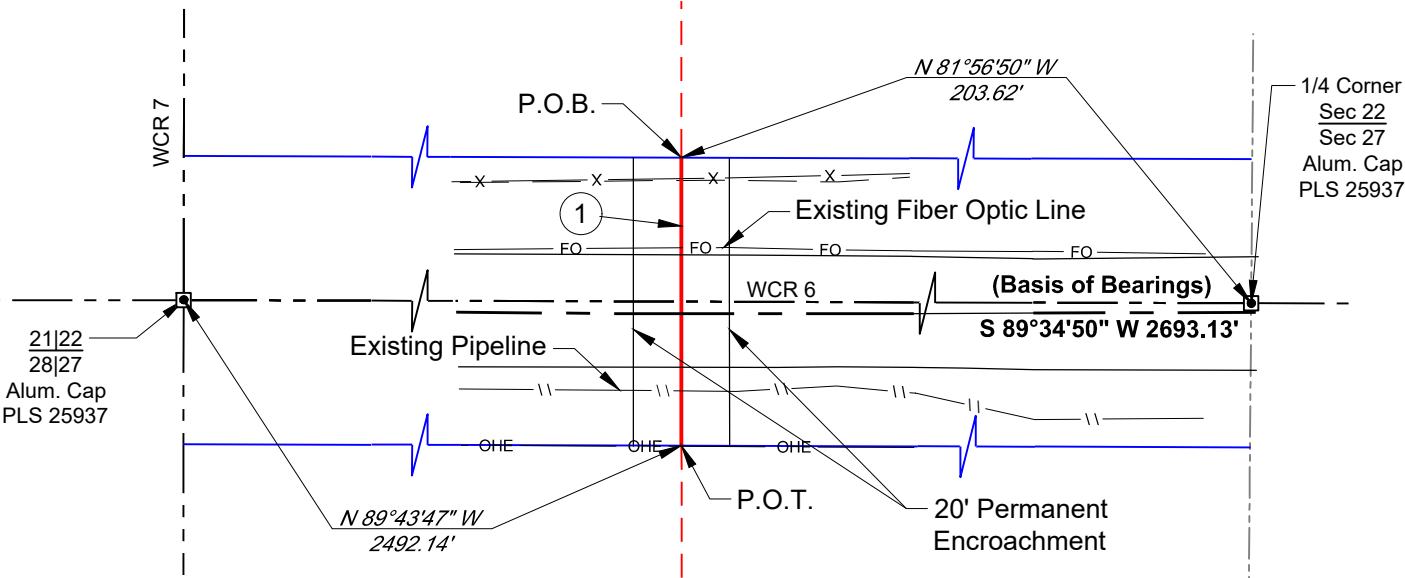 WCR 7
P.O.B.
N 81°56'50" W
203.62'
1/4 Corner
Sec 22
Sec 27
Alum. Cap
PLS 25937
X X X X
1
Existing Fiber Optic Line
FO FO FO FO
WCR 6
(Basis of Bearings)
S 89°34'50" W 2693.13'
21|22
28|27
Alum. Cap
PLS 25937
Existing Pipeline
\\ \\ \\ \\ \\ \\
OHE OHE OHE
P.O.T.
N 89°43'47" W
2492.14'
20' Permanent
Encroachment